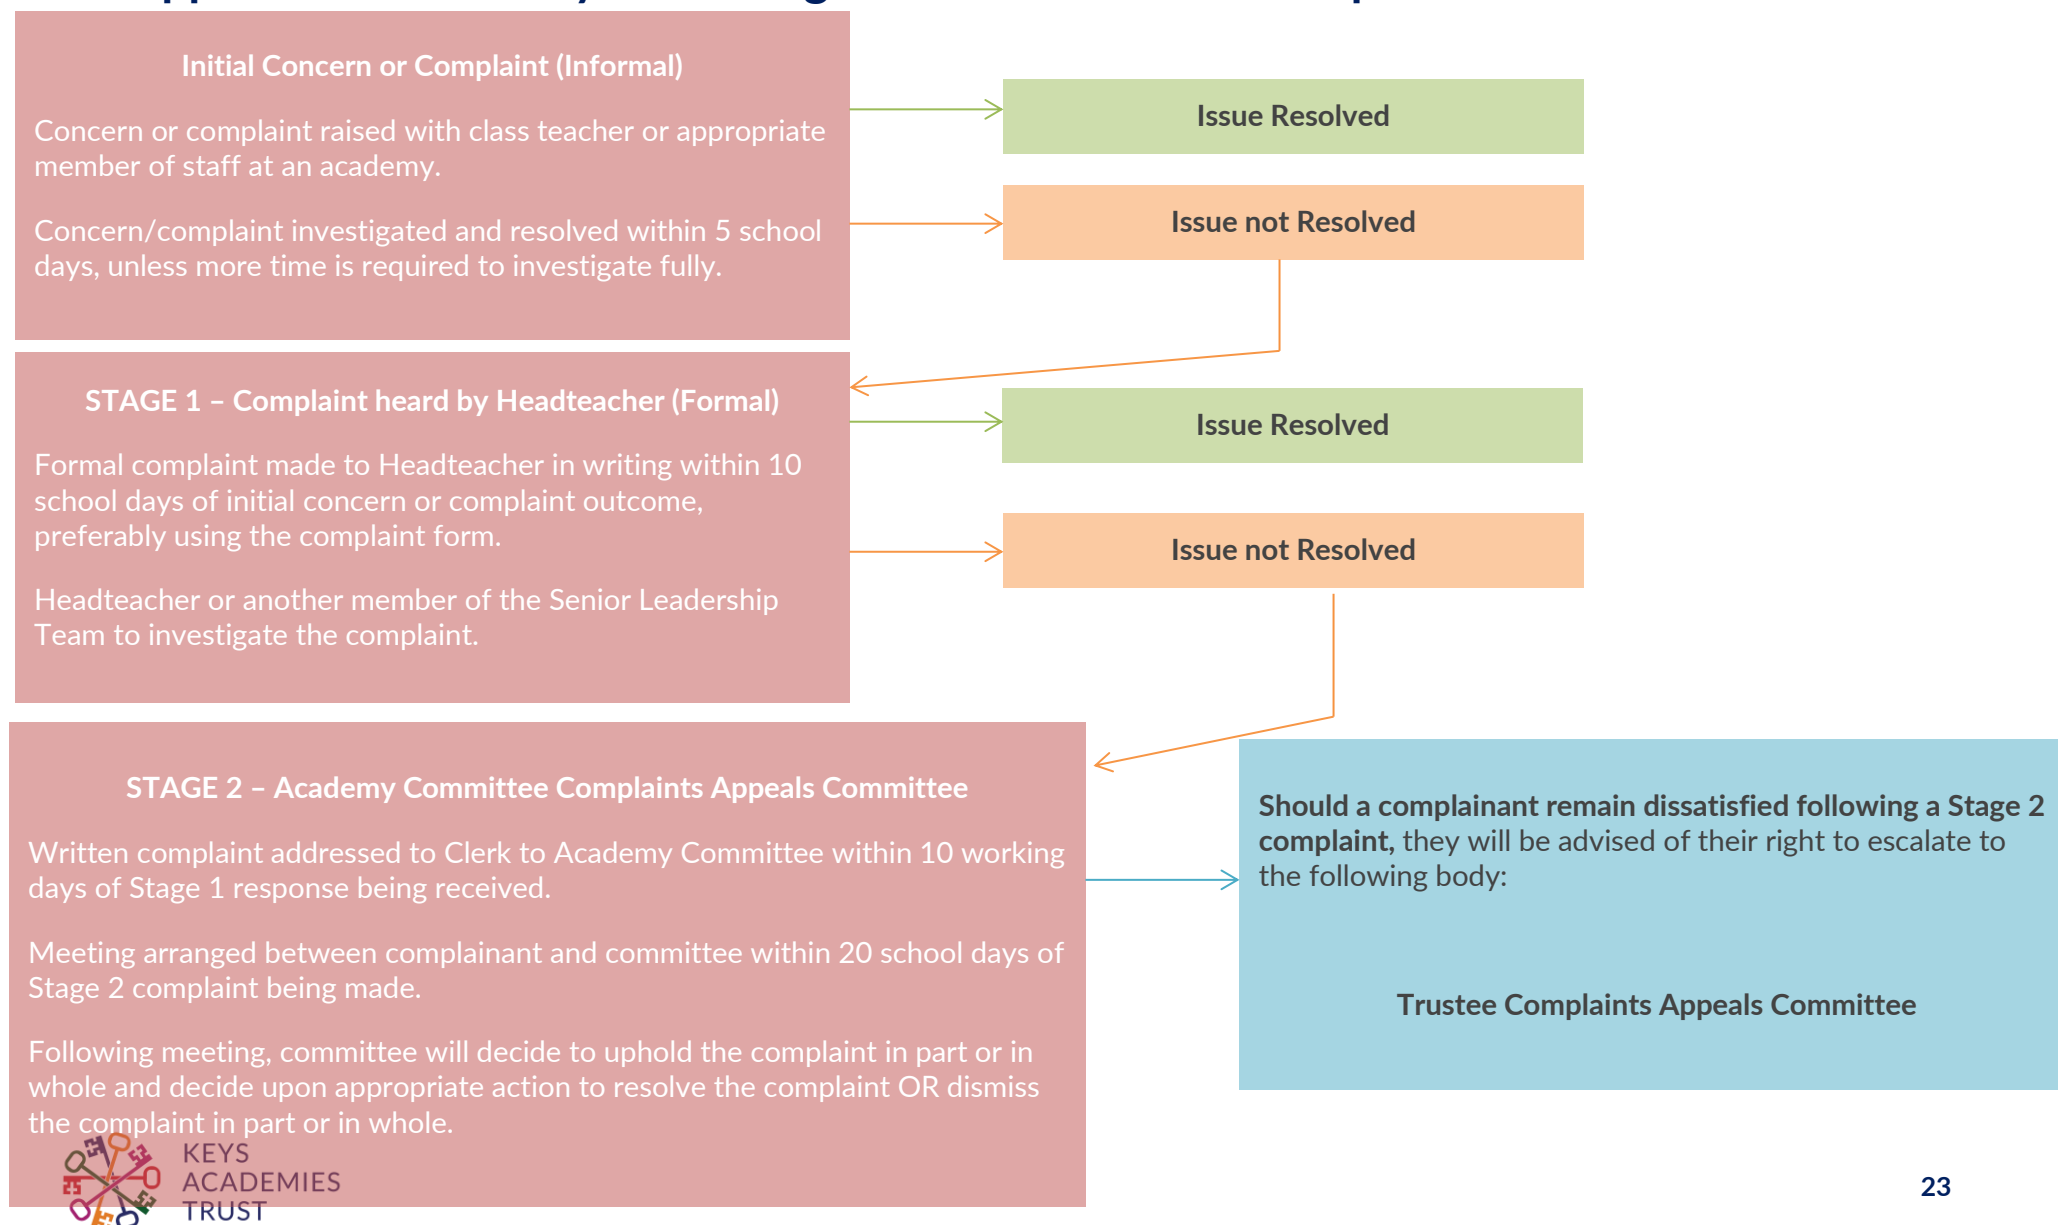 Initial Concern or Complaint (Informal)
Concern or complaint raised with class teacher or appropriate
member of staff at an academy.
Concern/complaint investigated and resolved within 5 school
days, unless more time is required to investigate fully.
Issue Resolved
Issue not Resolved
STAGE 1 – Complaint heard by Headteacher (Formal)
Formal complaint made to Headteacher in writing within 10
school days of initial concern or complaint outcome,
preferably using the complaint form.
Headteacher or another member of the Senior Leadership
Team to investigate the complaint.
Issue Resolved
Issue not Resolved
STAGE 2 – Academy Committee Complaints Appeals Committee
Written complaint addressed to Clerk to Academy Committee within 10 working
days of Stage 1 response being received.
Meeting arranged between complainant and committee within 20 school days of
Stage 2 complaint being made.
Following meeting, committee will decide to uphold the complaint in part or in
whole and decide upon appropriate action to resolve the complaint OR dismiss
the complaint in part or in whole.
Should a complainant remain dissatisfied following a Stage 2
complaint, they will be advised of their right to escalate to
the following body:
Trustee Complaints Appeals Committee
KEYS
ACADEMIES
TRUST
23